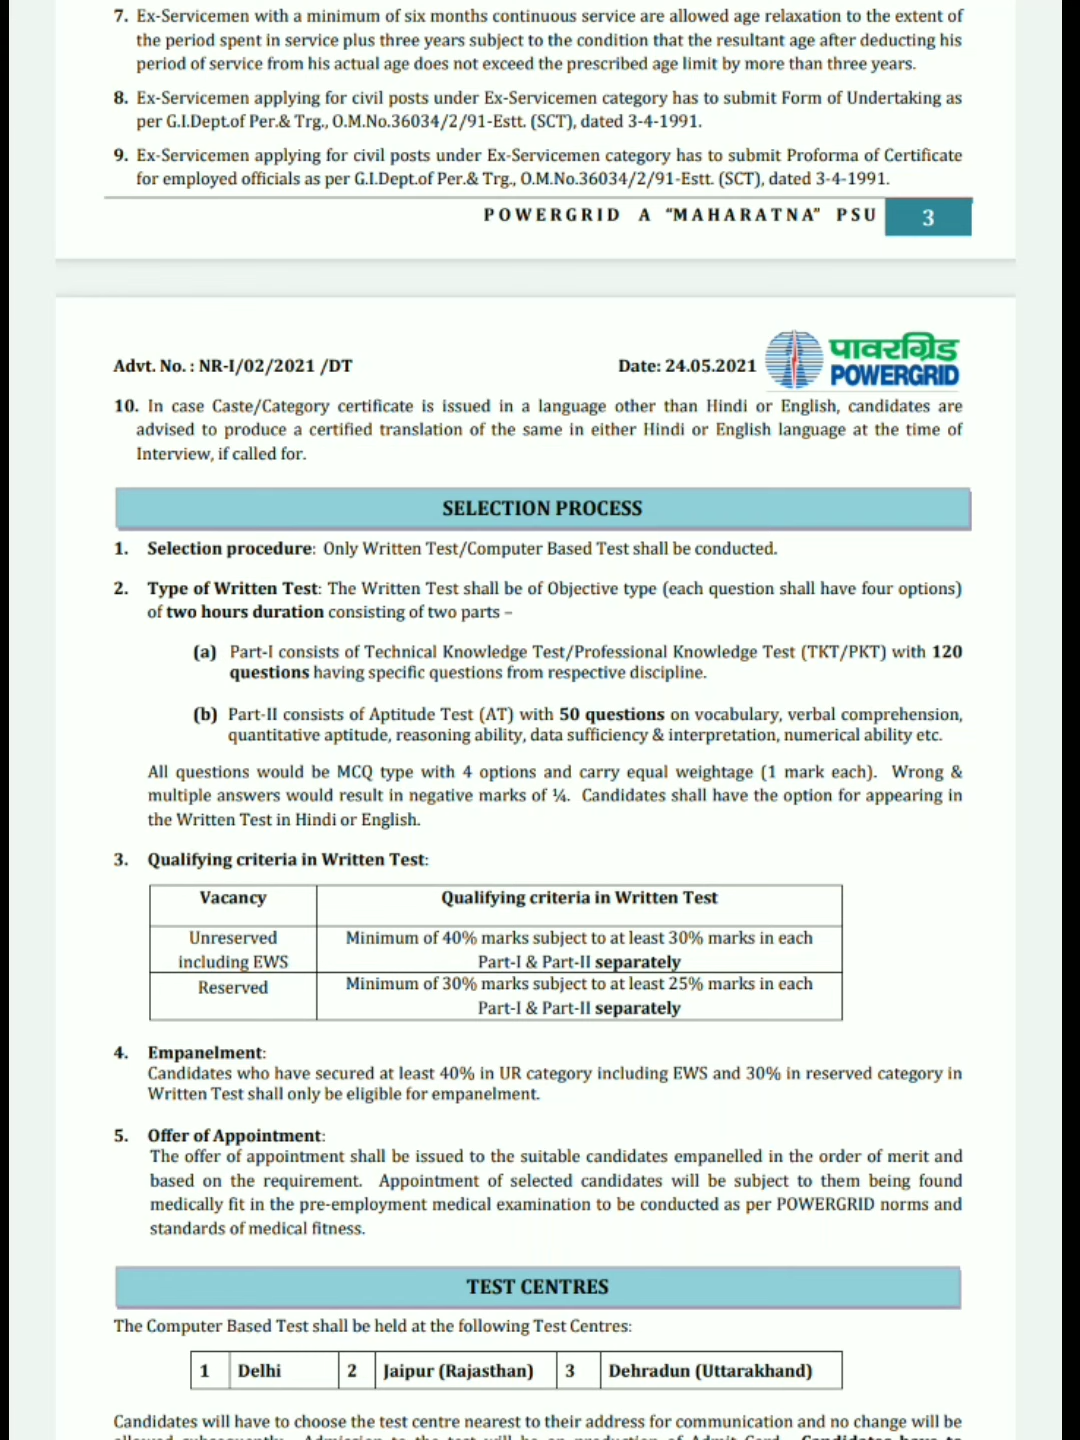 7. Ex-Servicemen with a minimum of six months continuous service are allowed age relaxation to the extent of
the period spent in service plus three years subject to the condition that the resultant age after deducting his
period of service from his actual age does not exceed the prescribed age limit by more than three years.
8. Ex-Servicemen applying for civil posts under Ex-Servicemen category has to submit Form of Undertaking as
per G.I.Dept.of Per.& Trg., O.M.No.36034/2/91-Estt. (SCT), dated 3-4-1991.
9. Ex-Servicemen applying for civil posts under Ex-Servicemen category has to submit Proforma of Certificate
for employed officials as per G.I.Dept.of Per.& Trg., O.M.No.36034/2/91-Estt. (SCT), dated 3-4-1991.
POWERGRID A "MAHARATNA" PSU 3
पावरग्रिड
Advt. No. : NR-I/02/2021 /DT Date: 24.05.2021 POWERGRID
10. In case Caste/Category certificate is issued in a language other than Hindi or English, candidates are
advised to produce a certified translation of the same in either Hindi or English language at the time of
Interview, if called for.
SELECTION PROCESS
1. Selection procedure: Only Written Test/Computer Based Test shall be conducted.
2. Type of Written Test: The Written Test shall be of Objective type (each question shall have four options)
of two hours duration consisting of two parts –
(a) Part-I consists of Technical Knowledge Test/Professional Knowledge Test (TKT/PKT) with 120
questions having specific questions from respective discipline.
(b) Part-II consists of Aptitude Test (AT) with 50 questions on vocabulary, verbal comprehension,
quantitative aptitude, reasoning ability, data sufficiency & interpretation, numerical ability etc.
All questions would be MCQ type with 4 options and carry equal weightage (1 mark each). Wrong &
multiple answers would result in negative marks of ¼. Candidates shall have the option for appearing in
the Written Test in Hindi or English.
3. Qualifying criteria in Written Test:
Vacancy Qualifying criteria in Written Test
Unreserved Minimum of 40% marks subject to at least 30% marks in each
including EWS Part-I & Part-II separately
Reserved Minimum of 30% marks subject to at least 25% marks in each
Part-I & Part-II separately
4. Empanelment:
Candidates who have secured at least 40% in UR category including EWS and 30% in reserved category in
Written Test shall only be eligible for empanelment.
5. Offer of Appointment:
The offer of appointment shall be issued to the suitable candidates empanelled in the order of merit and
based on the requirement. Appointment of selected candidates will be subject to them being found
medically fit in the pre-employment medical examination to be conducted as per POWERGRID norms and
standards of medical fitness.
TEST CENTRES
The Computer Based Test shall be held at the following Test Centres:
1 Delhi 2 Jaipur (Rajasthan) 3 Dehradun (Uttarakhand)
Candidates will have to choose the test centre nearest to their address for communication and no change will be